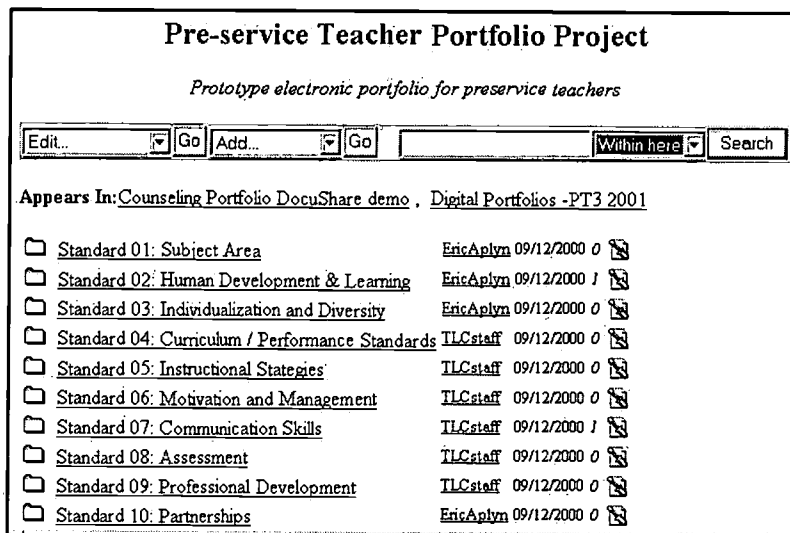 Pre-service Teacher Portfolio Project
Prototype electronic portfolio for preservice teachers
Edit... Go Add... Go Within here Search
Appears In: Counseling Portfolio DocuShare demo , Digital Portfolios -PT3 2001
Standard 01: Subject Area EricAplyn 09/12/2000 0
Standard 02: Human Development & Learning EricAplyn 09/12/2000 1
Standard 03: Individualization and Diversity EricAplyn 09/12/2000 0
Standard 04: Curriculum / Performance Standards TLCstaff 09/12/2000 0
Standard 05: Instructional Stategies TLCstaff 09/12/2000 0
Standard 06: Motivation and Management TLCstaff 09/12/2000 0
Standard 07: Communication Skills TLCstaff 09/12/2000 1
Standard 08: Assessment TLCstaff 09/12/2000 0
Standard 09: Professional Development TLCstaff 09/12/2000 0
Standard 10: Partnerships EricAplyn 09/12/2000 0